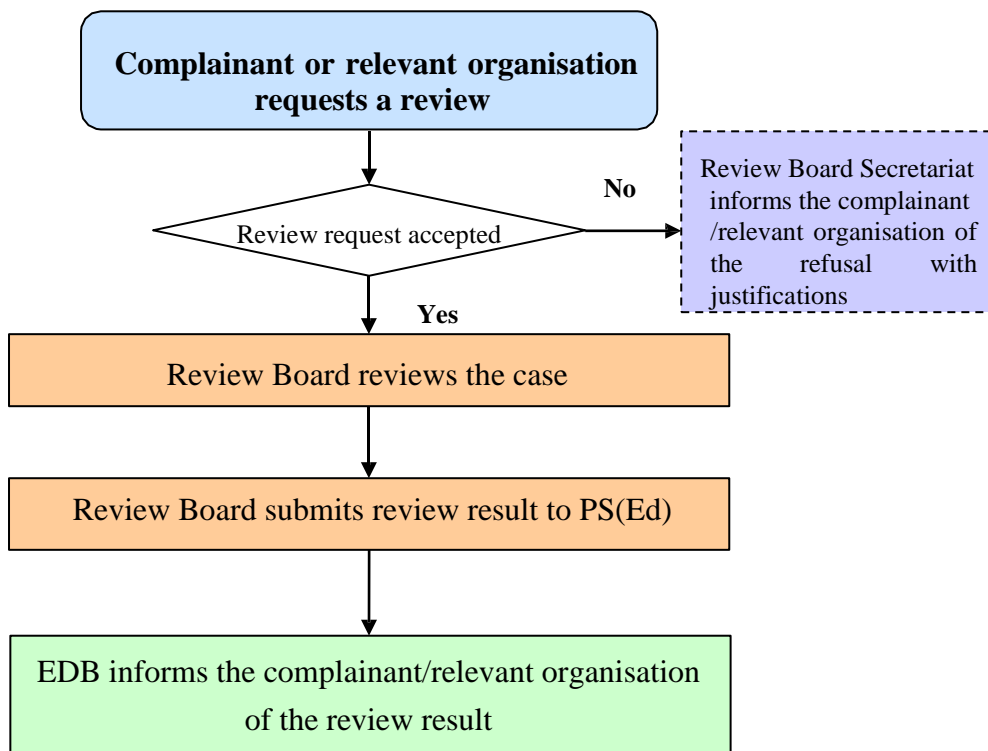 Complainant or relevant organisation
requests a review
No
Review Board Secretariat
informs the complainant
/relevant organisation of
the refusal with
justifications
Review request accepted
Yes
Review Board reviews the case
Review Board submits review result to PS(Ed)
EDB informs the complainant/relevant organisation
of the review result